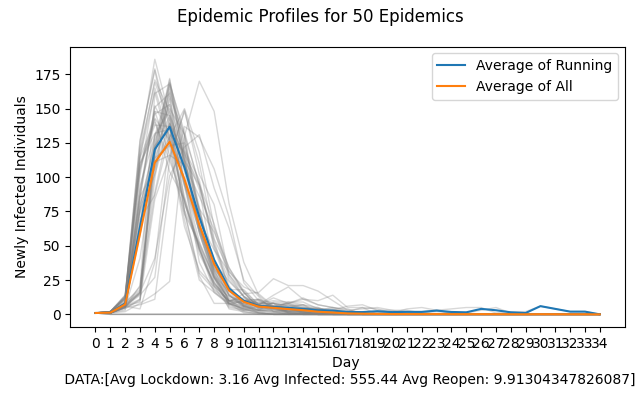 Epidemic Profiles for 50 Epidemics
Average of Running
Average of All
Newly Infected Individuals
175
150
125
100
75
50
25
0
0 1 2 3 4 5 6 7 8 9 10 11 12 13 14 15 16 17 18 19 20 21 22 23 24 25 26 27 28 29 30 31 32 33 34
Day
DATA:[Avg Lockdown: 3.16 Avg Infected: 555.44 Avg Reopen: 9.91304347826087]